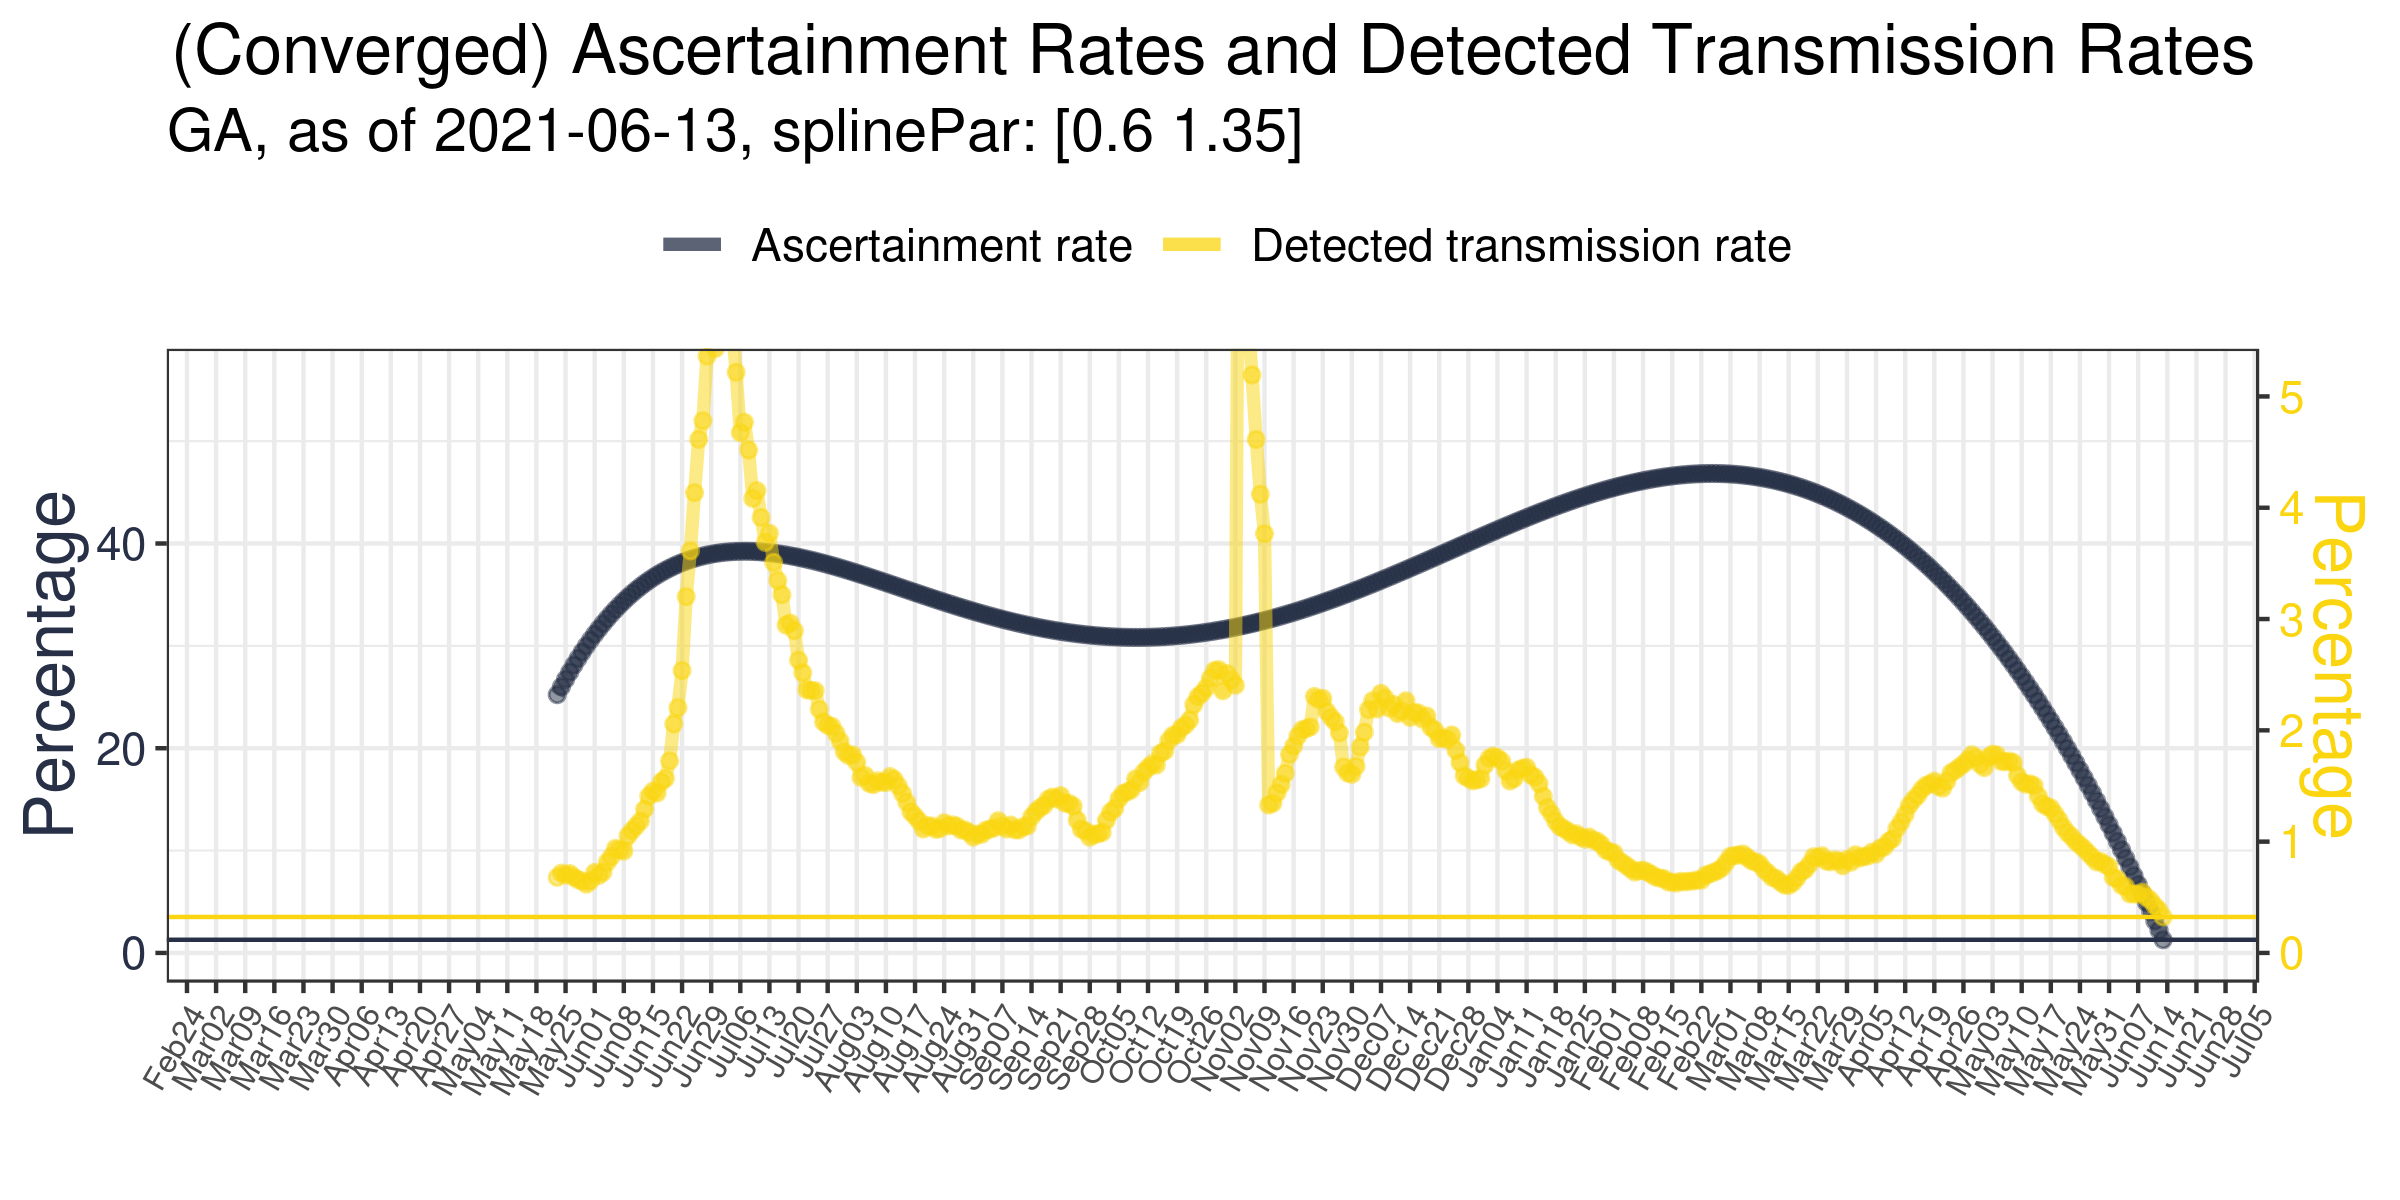 (Converged) Ascertainment Rates and Detected Transmission Rates
GA, as of 2021-06-13, splinePar: [0.6 1.35]
Ascertainment rate
Detected transmission rate
Percentage
40
20
0
5
4
3
2
1
0
Percentage
Feb24
Mar02
Mar09
Mar16
Mar23
Mar30
Apr06
Apr13
Apr20
Apr27
May04
May11
May18
May25
Jun01
Jun08
Jun15
Jun22
Jun29
Jul06
Jul13
Jul20
Jul27
Aug03
Aug10
Aug17
Aug24
Aug31
Sep07
Sep14
Sep21
Sep28
Oct05
Oct12
Oct19
Oct26
Nov02
Nov09
Nov16
Nov23
Nov30
Dec07
Dec14
Dec21
Dec28
Jan04
Jan11
Jan18
Jan25
Feb01
Feb08
Feb15
Feb22
Mar01
Mar08
Mar15
Mar22
Mar29
Apr05
Apr12
Apr19
Apr26
May03
May10
May17
May24
May31
Jun07
Jun14
Jun21
Jun28
Jul05